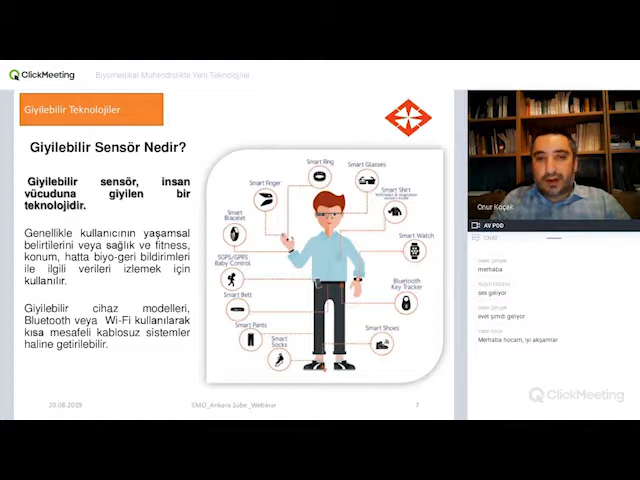 ClickMeeting
Biyomedikal Mühendislikte Yeni Teknolojiler
Giyilebilir Teknolojiler
Giyilebilir Sensör Nedir?
Giyilebilir sensör, insan
vücuduna giyilen bir
teknolojidir.
Genellikle kullanıcının yaşamsal
belirtilerini veya sağlık ve fitness,
konum, hatta biyo-geri bildirimleri
ile ilgili verileri izlemek için
kullanılır.
Giyilebilir cihaz modelleri,
Bluetooth veya Wi-Fi kullanılarak
kısa mesafeli kablosuz sistemler
haline getirilebilir.
Smart Ring
Smart Glasses
Smart Finger
Smart Shirt
Smart
Bracelet
Smart Watch
SGPS/GPRS
Baby Control
Bluetooth
Key Tracker
Smart Belt
Smart Pants
Smart Shoes
Smart
Socks
20.08.2019
EMO_Ankara Şube_Webinar
7
Onur Koçak
AV POD
CHAT
merhaba
ses geliyor
evet şimdi geliyor
Merhaba hocam, iyi akşamlar
ClickMeeting